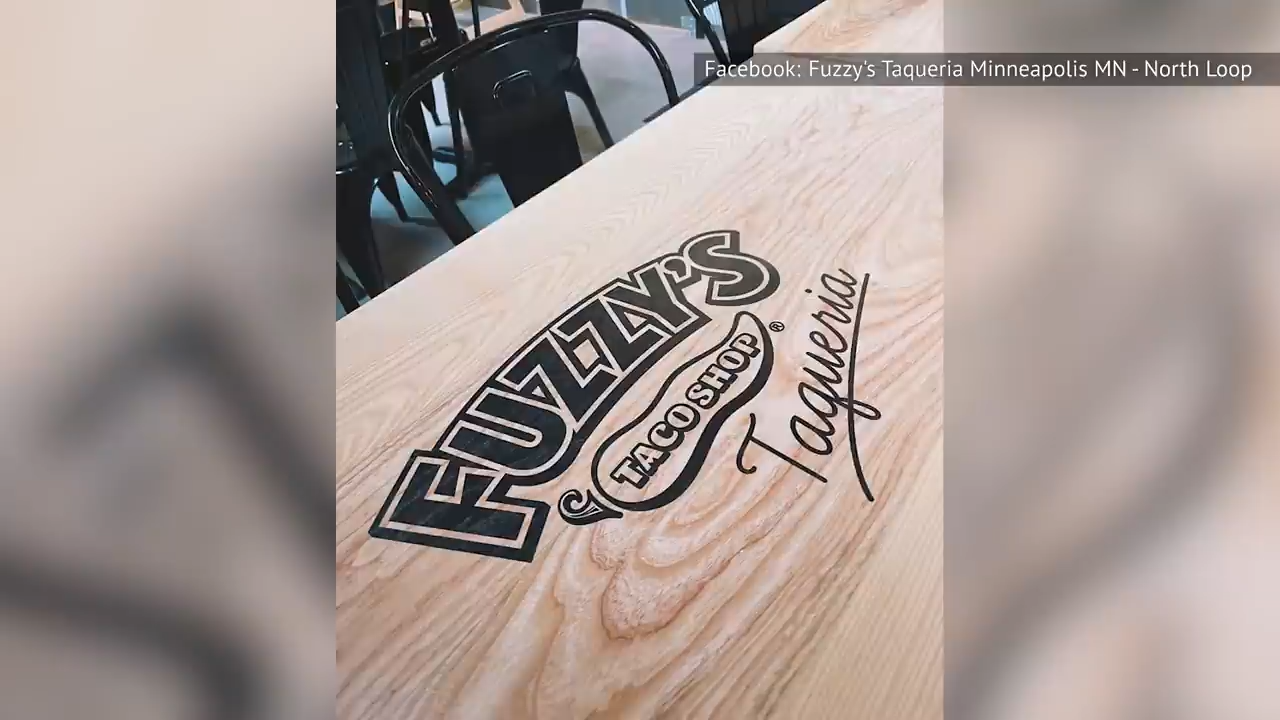 Facebook: Fuzzy's Taqueria Minneapolis MN - North Loop
FUZZY'S
TACO SHOP ®
Taqueria